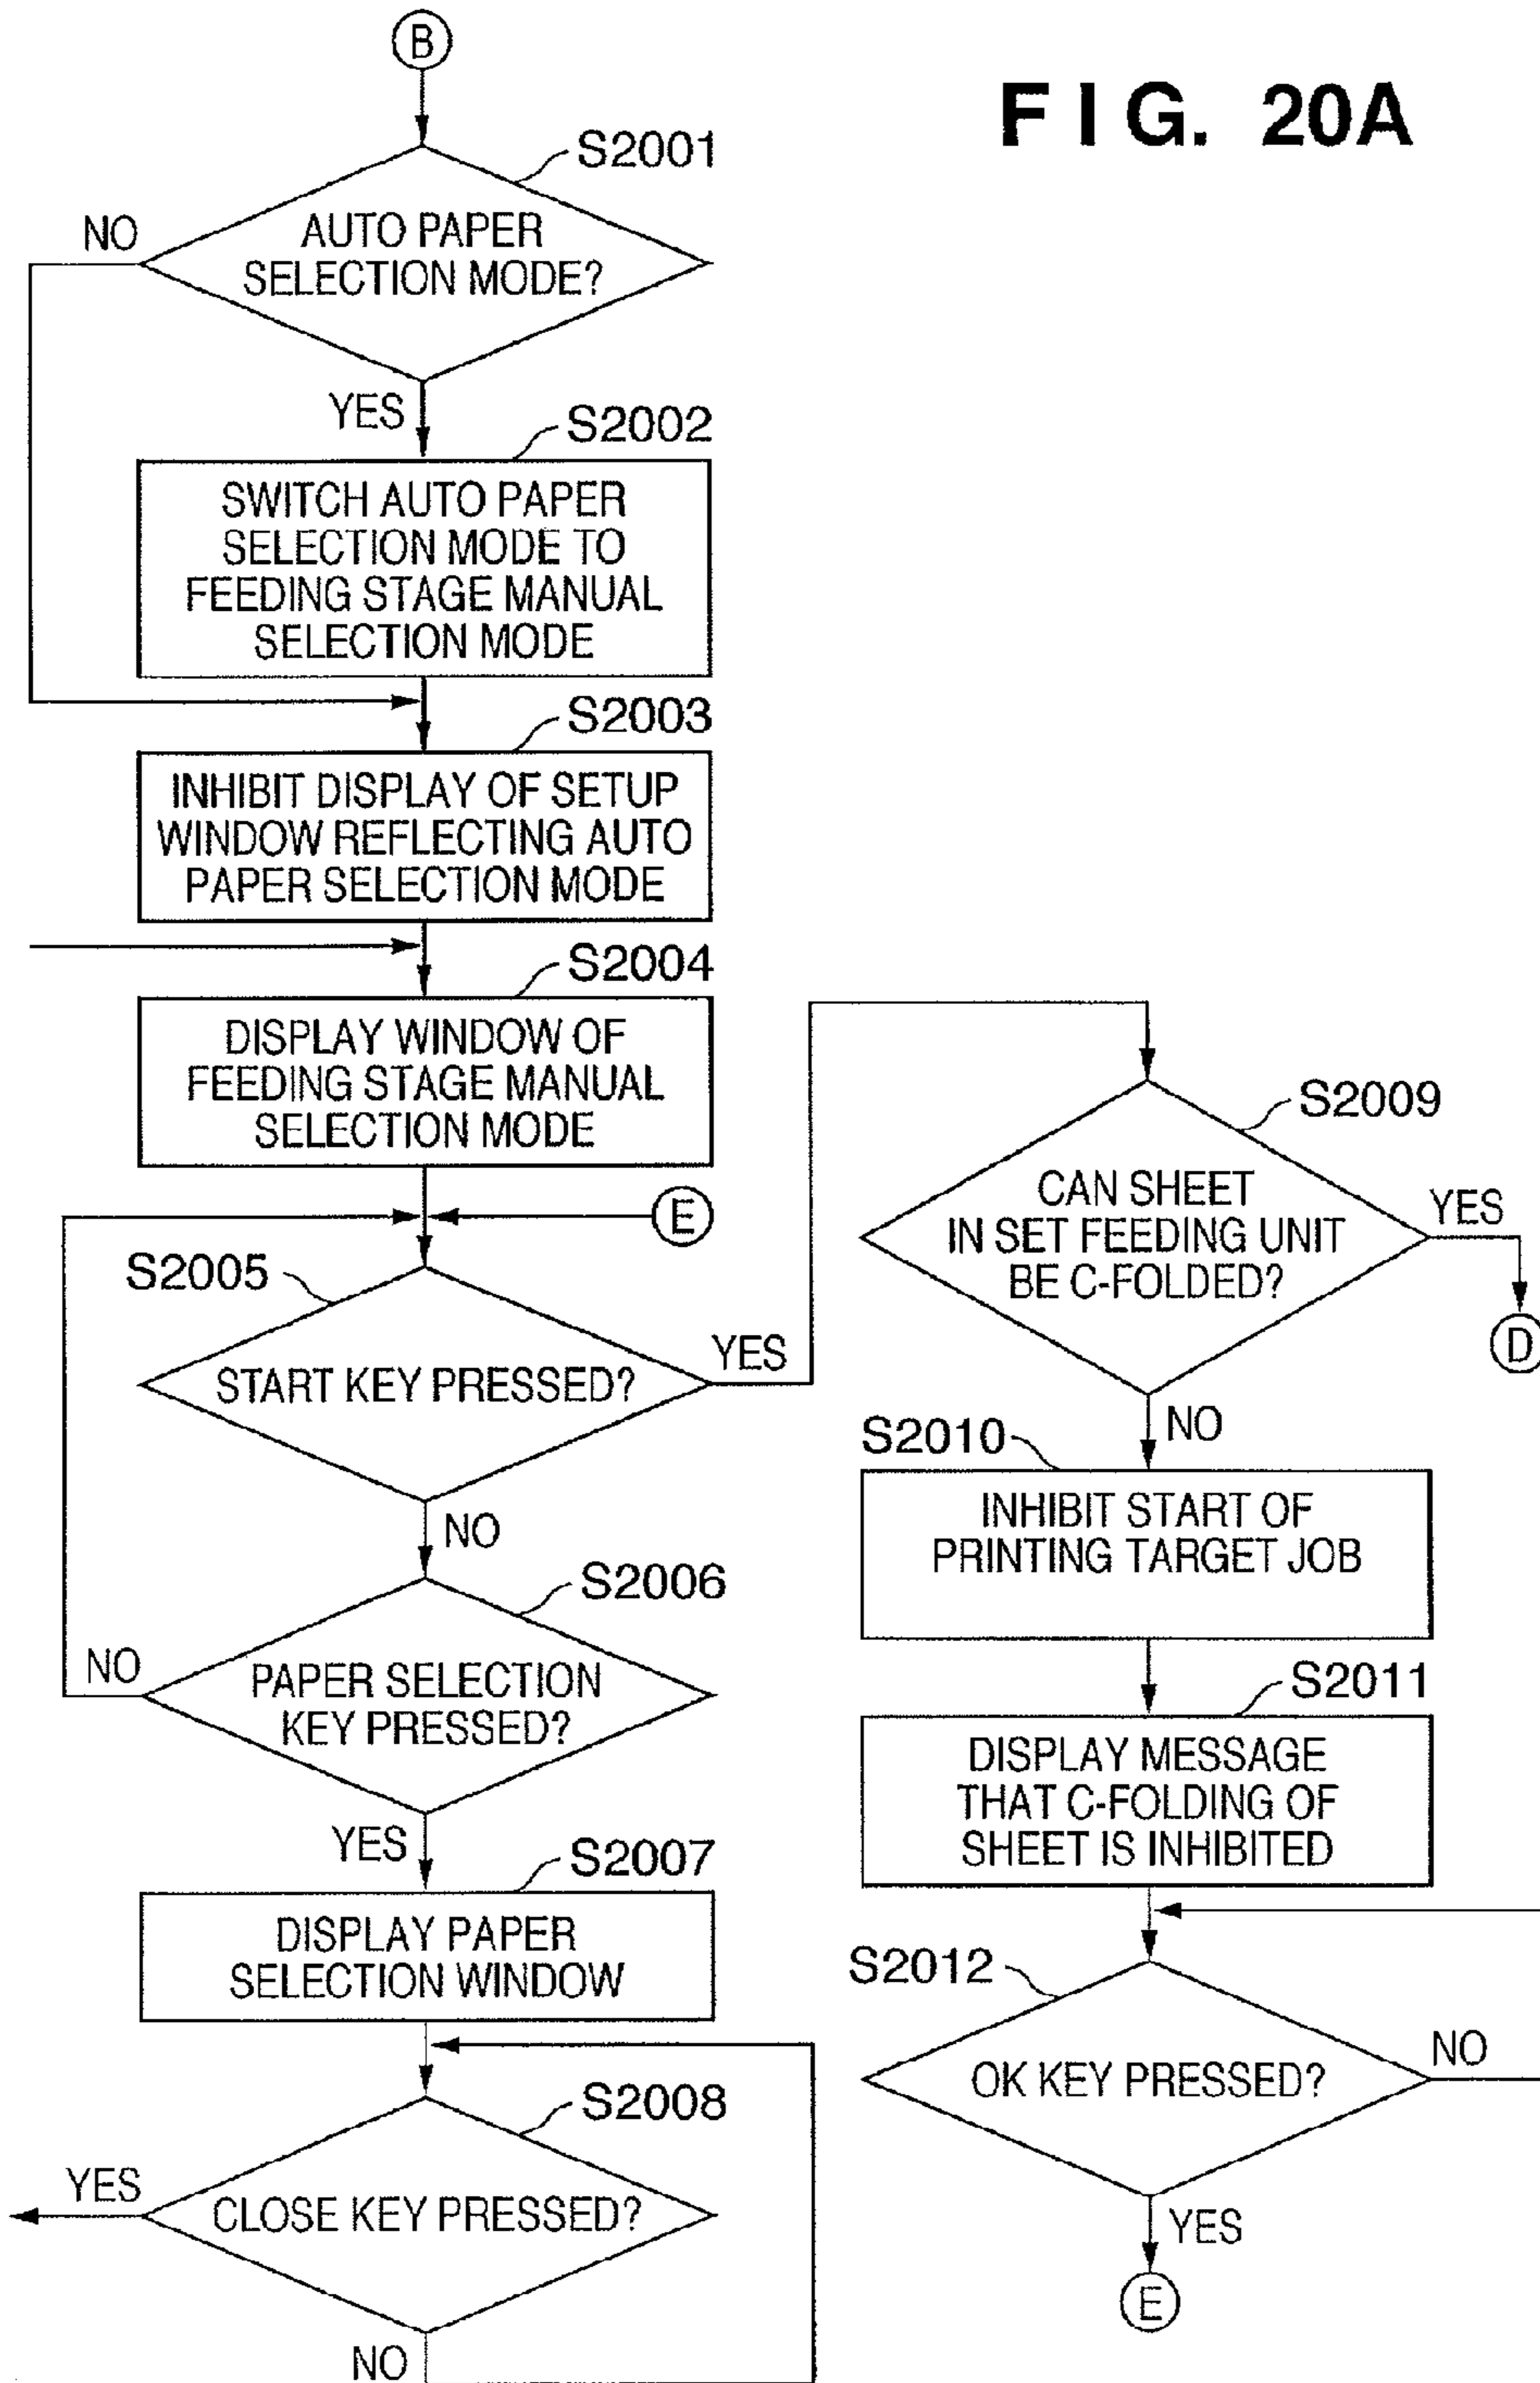 FIG. 20A
B
S2001
AUTO PAPER
SELECTION MODE?
NO
YES
S2002
SWITCH AUTO PAPER
SELECTION MODE TO
FEEDING STAGE MANUAL
SELECTION MODE
S2003
INHIBIT DISPLAY OF SETUP
WINDOW REFLECTING AUTO
PAPER SELECTION MODE
S2004
DISPLAY WINDOW OF
FEEDING STAGE MANUAL
SELECTION MODE
E
S2005
START KEY PRESSED?
YES
NO
S2006
PAPER SELECTION
KEY PRESSED?
NO
YES
S2007
DISPLAY PAPER
SELECTION WINDOW
S2008
CLOSE KEY PRESSED?
YES
NO
S2009
CAN SHEET
IN SET FEEDING UNIT
BE C-FOLDED?
YES
D
NO
S2010
INHIBIT START OF
PRINTING TARGET JOB
S2011
DISPLAY MESSAGE
THAT C-FOLDING OF
SHEET IS INHIBITED
S2012
OK KEY PRESSED?
NO
YES
E